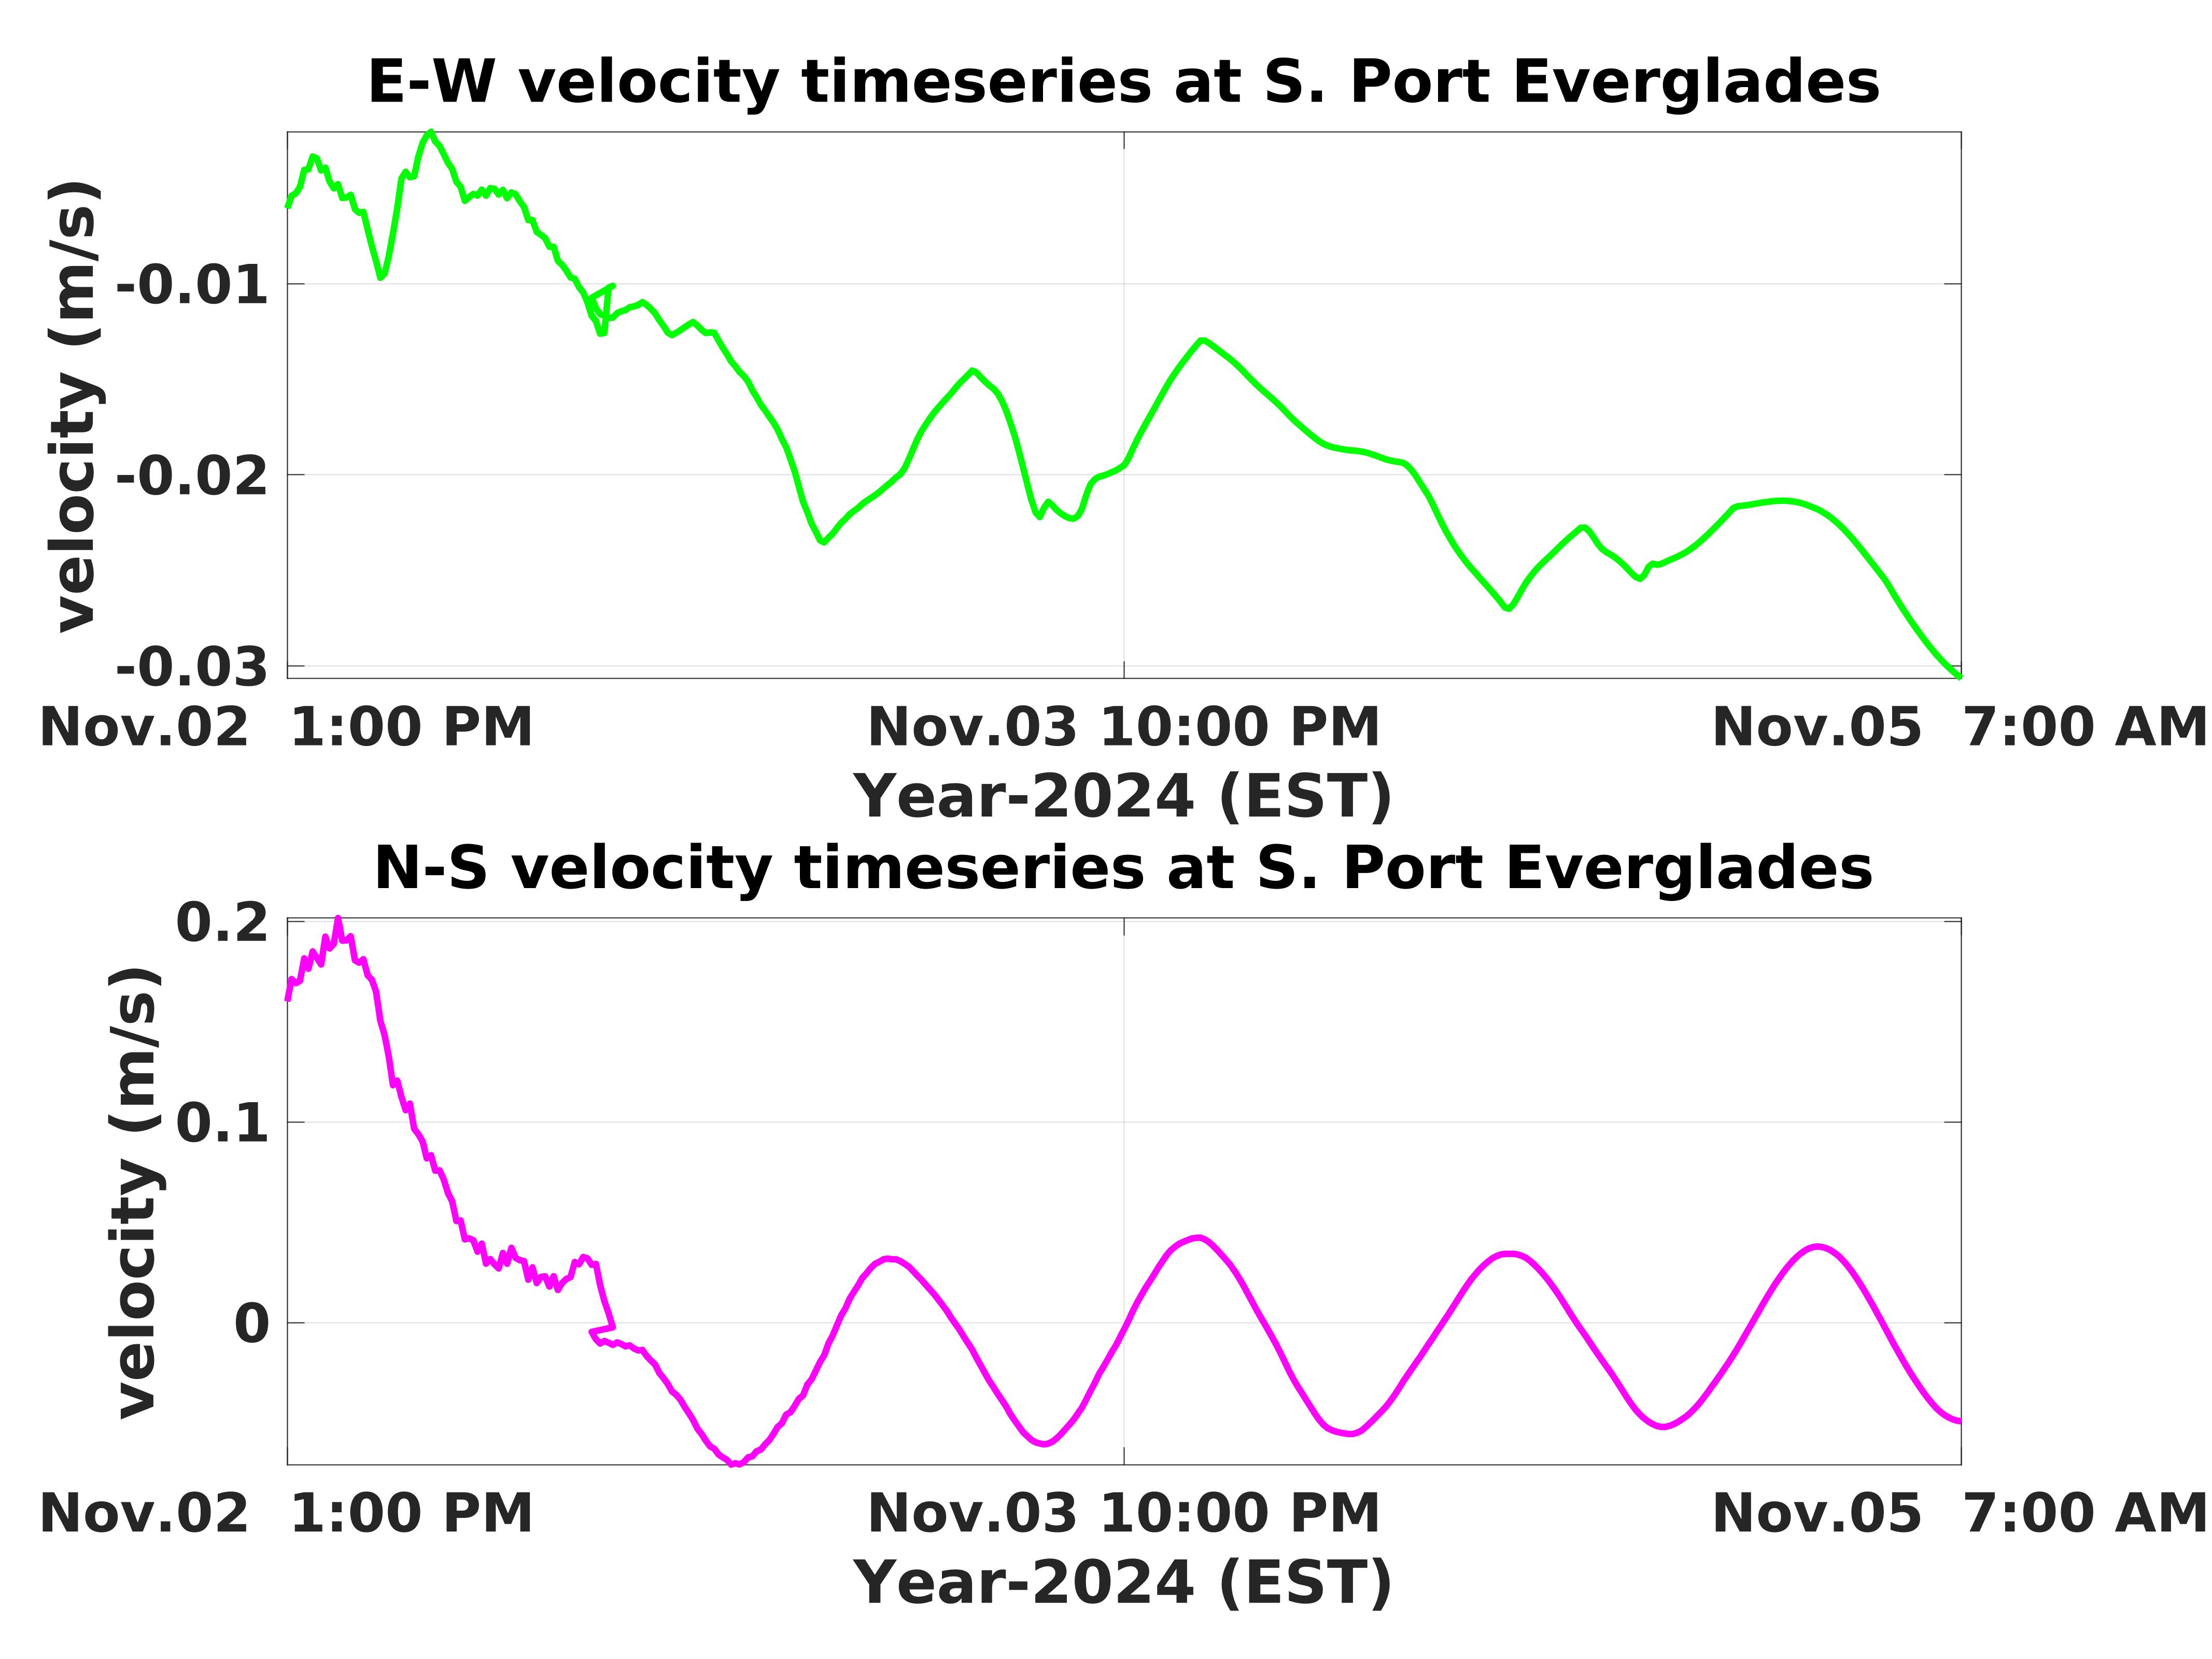 E-W velocity timeseries at S. Port Everglades
velocity (m/s)
-0.01
-0.02
-0.03
Nov.02 1:00 PM Nov.03 10:00 PM Nov.05 7:00 AM
Year-2024 (EST)
N-S velocity timeseries at S. Port Everglades
velocity (m/s)
0.2
0.1
0
Nov.02 1:00 PM Nov.03 10:00 PM Nov.05 7:00 AM
Year-2024 (EST)